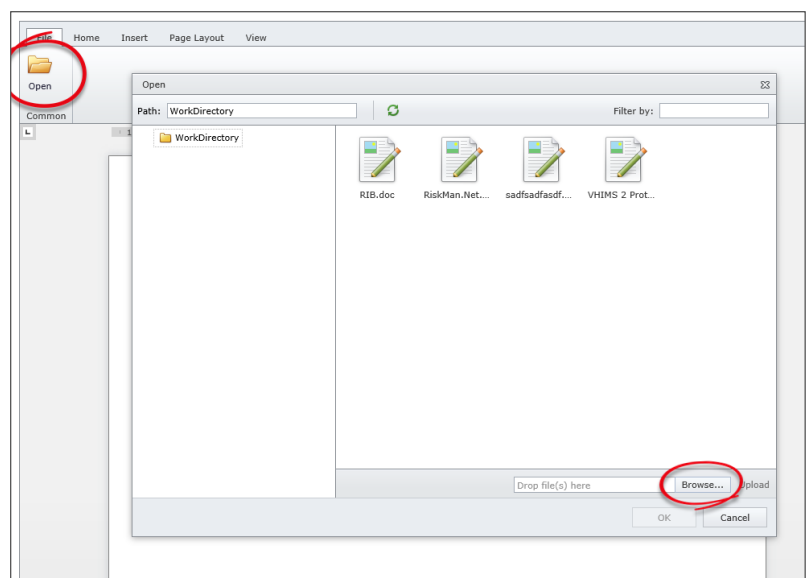 File Home Insert Page Layout View
Open
Common
Open
Path: WorkDirectory Filter by:
WorkDirectory
RIB.doc RiskMan.Net.... sadfsadfasdf.... VHIMS 2 Prot...
Drop file(s) here Browse... Upload
OK Cancel
L 1